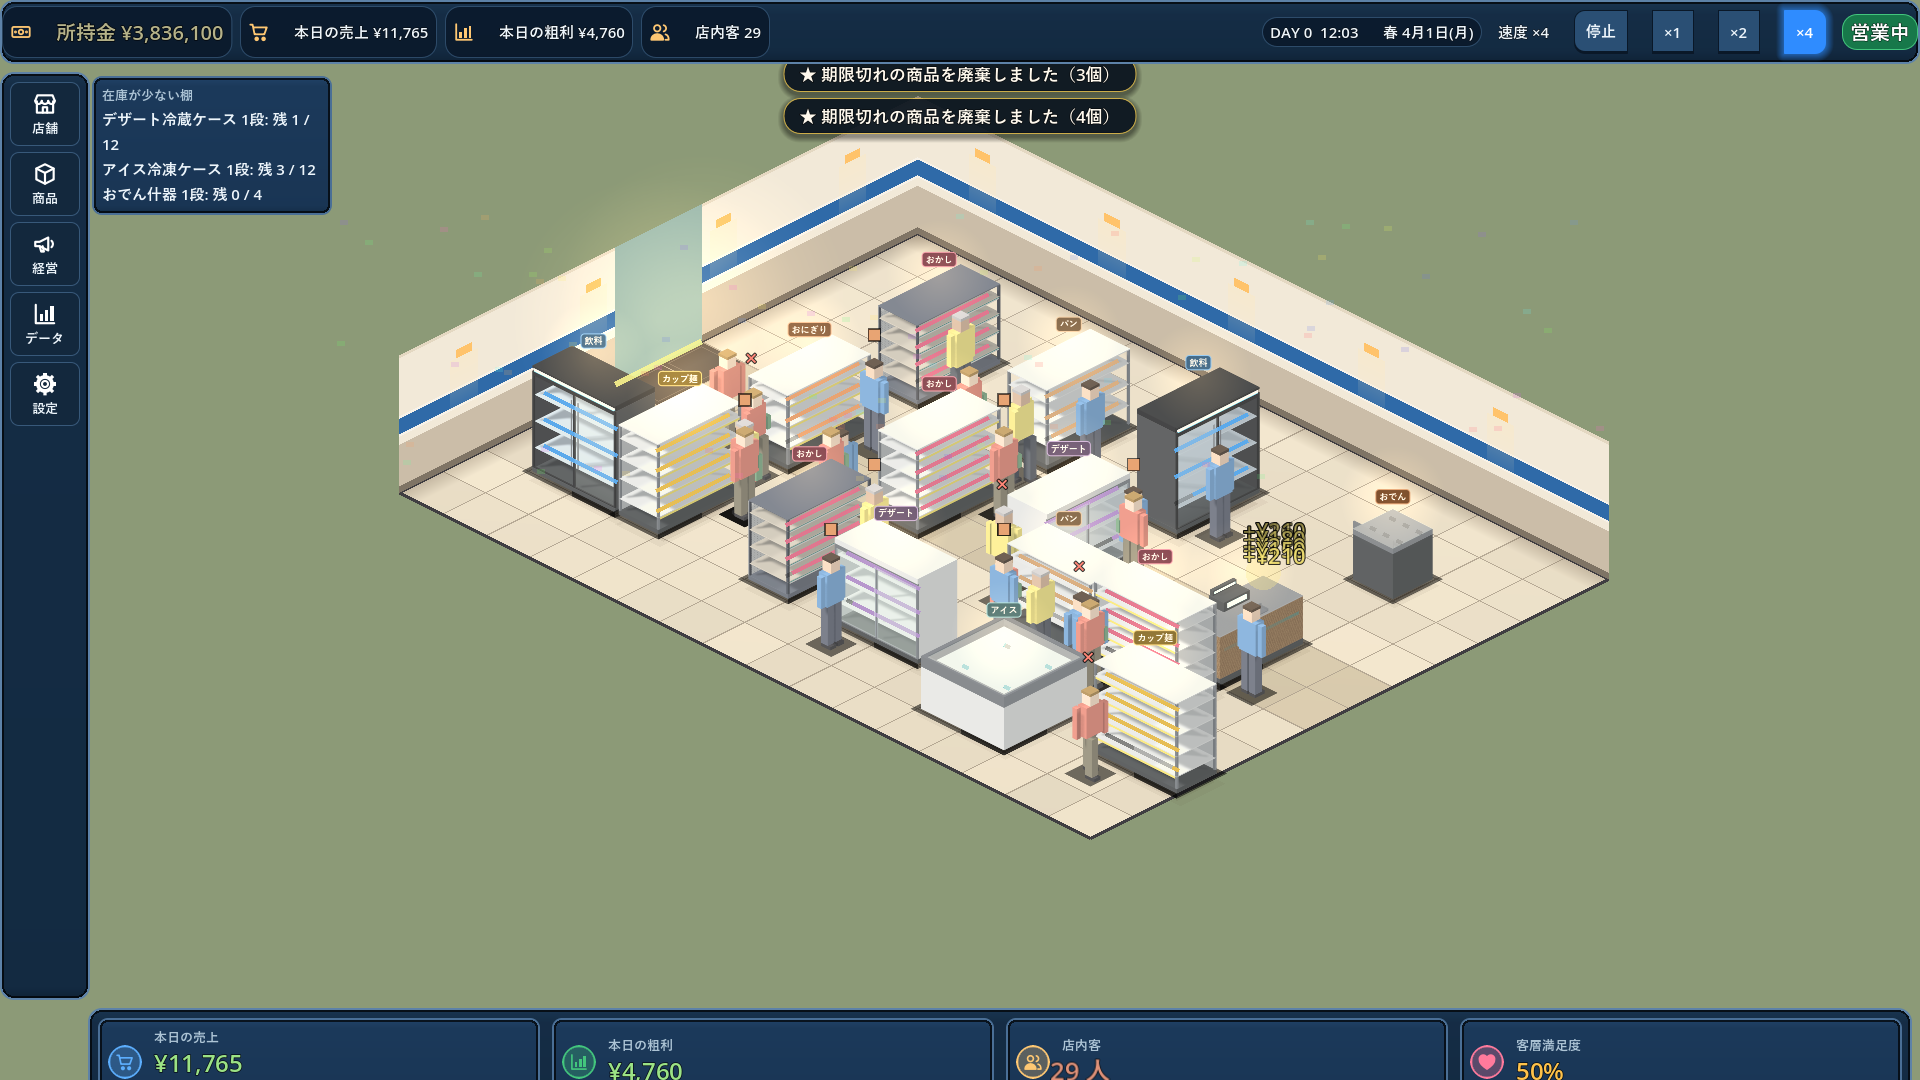 所持金 ¥3,836,100
本日の売上 ¥11,765
本日の粗利 ¥4,760
店内客 29
DAY 0 12:03 春 4月1日(月)
速度 ×4
停止
×1
×2
×4
営業中
★ 期限切れの商品を廃棄しました（3個）
★ 期限切れの商品を廃棄しました（4個）
店舗
商品
経営
データ
設定
在庫が少ない棚
デザート冷蔵ケース 1段: 残 1 /
12
アイス冷凍ケース 1段: 残 3 / 12
おでん什器 1段: 残 0 / 4
おかし
おにぎり
パン
飲料
飲料
カップ麺
おかし
おかし
デザート
デザート
パン
おでん
おかし
アイス
カップ麺
+¥260
+¥210
本日の売上
¥11,765
本日の粗利
¥4,760
店内客
29 人
客層満足度
50%